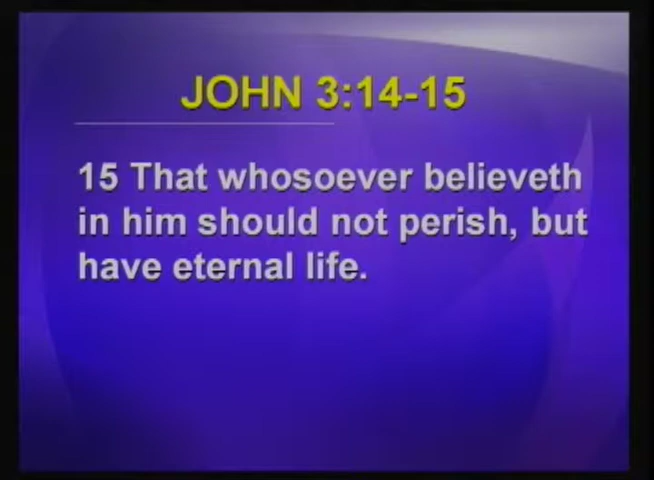 JOHN 3:14-15
15 That whosoever believeth
in him should not perish, but
have eternal life.